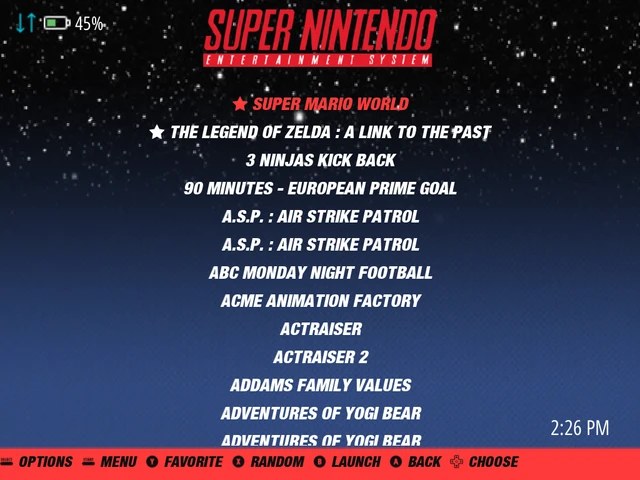 45%
SUPER NINTENDO
ENTERTAINMENT SYSTEM
SUPER MARIO WORLD
THE LEGEND OF ZELDA : A LINK TO THE PAST
3 NINJAS KICK BACK
90 MINUTES - EUROPEAN PRIME GOAL
A.S.P. : AIR STRIKE PATROL
A.S.P. : AIR STRIKE PATROL
ABC MONDAY NIGHT FOOTBALL
ACME ANIMATION FACTORY
ACTRAISER
ACTRAISER 2
ADDAMS FAMILY VALUES
ADVENTURES OF YOGI BEAR
2:26 PM
ADVENTURES OF YOGI BEAR
OPTIONS MENU Y FAVORITE X RANDOM B LAUNCH A BACK CHOOSE